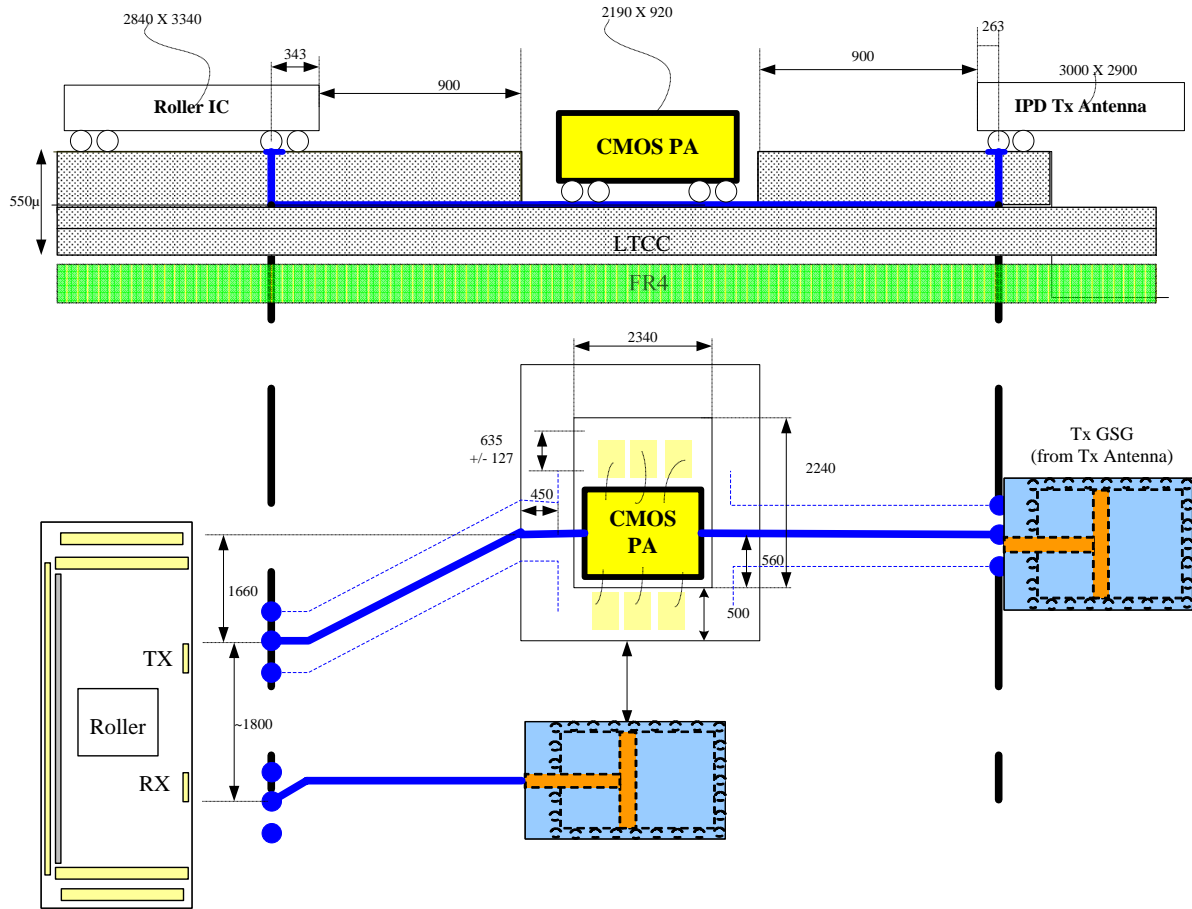 2840 X 3340
2190 X 920
263
343
900
900
3000 X 2900
Roller IC
IPD Tx Antenna
CMOS PA
550µ
LTCC
FR4
2340
635
+/- 127
2240
Tx GSG
(from Tx Antenna)
450
CMOS
PA
560
1660
500
TX
Roller
~1800
RX